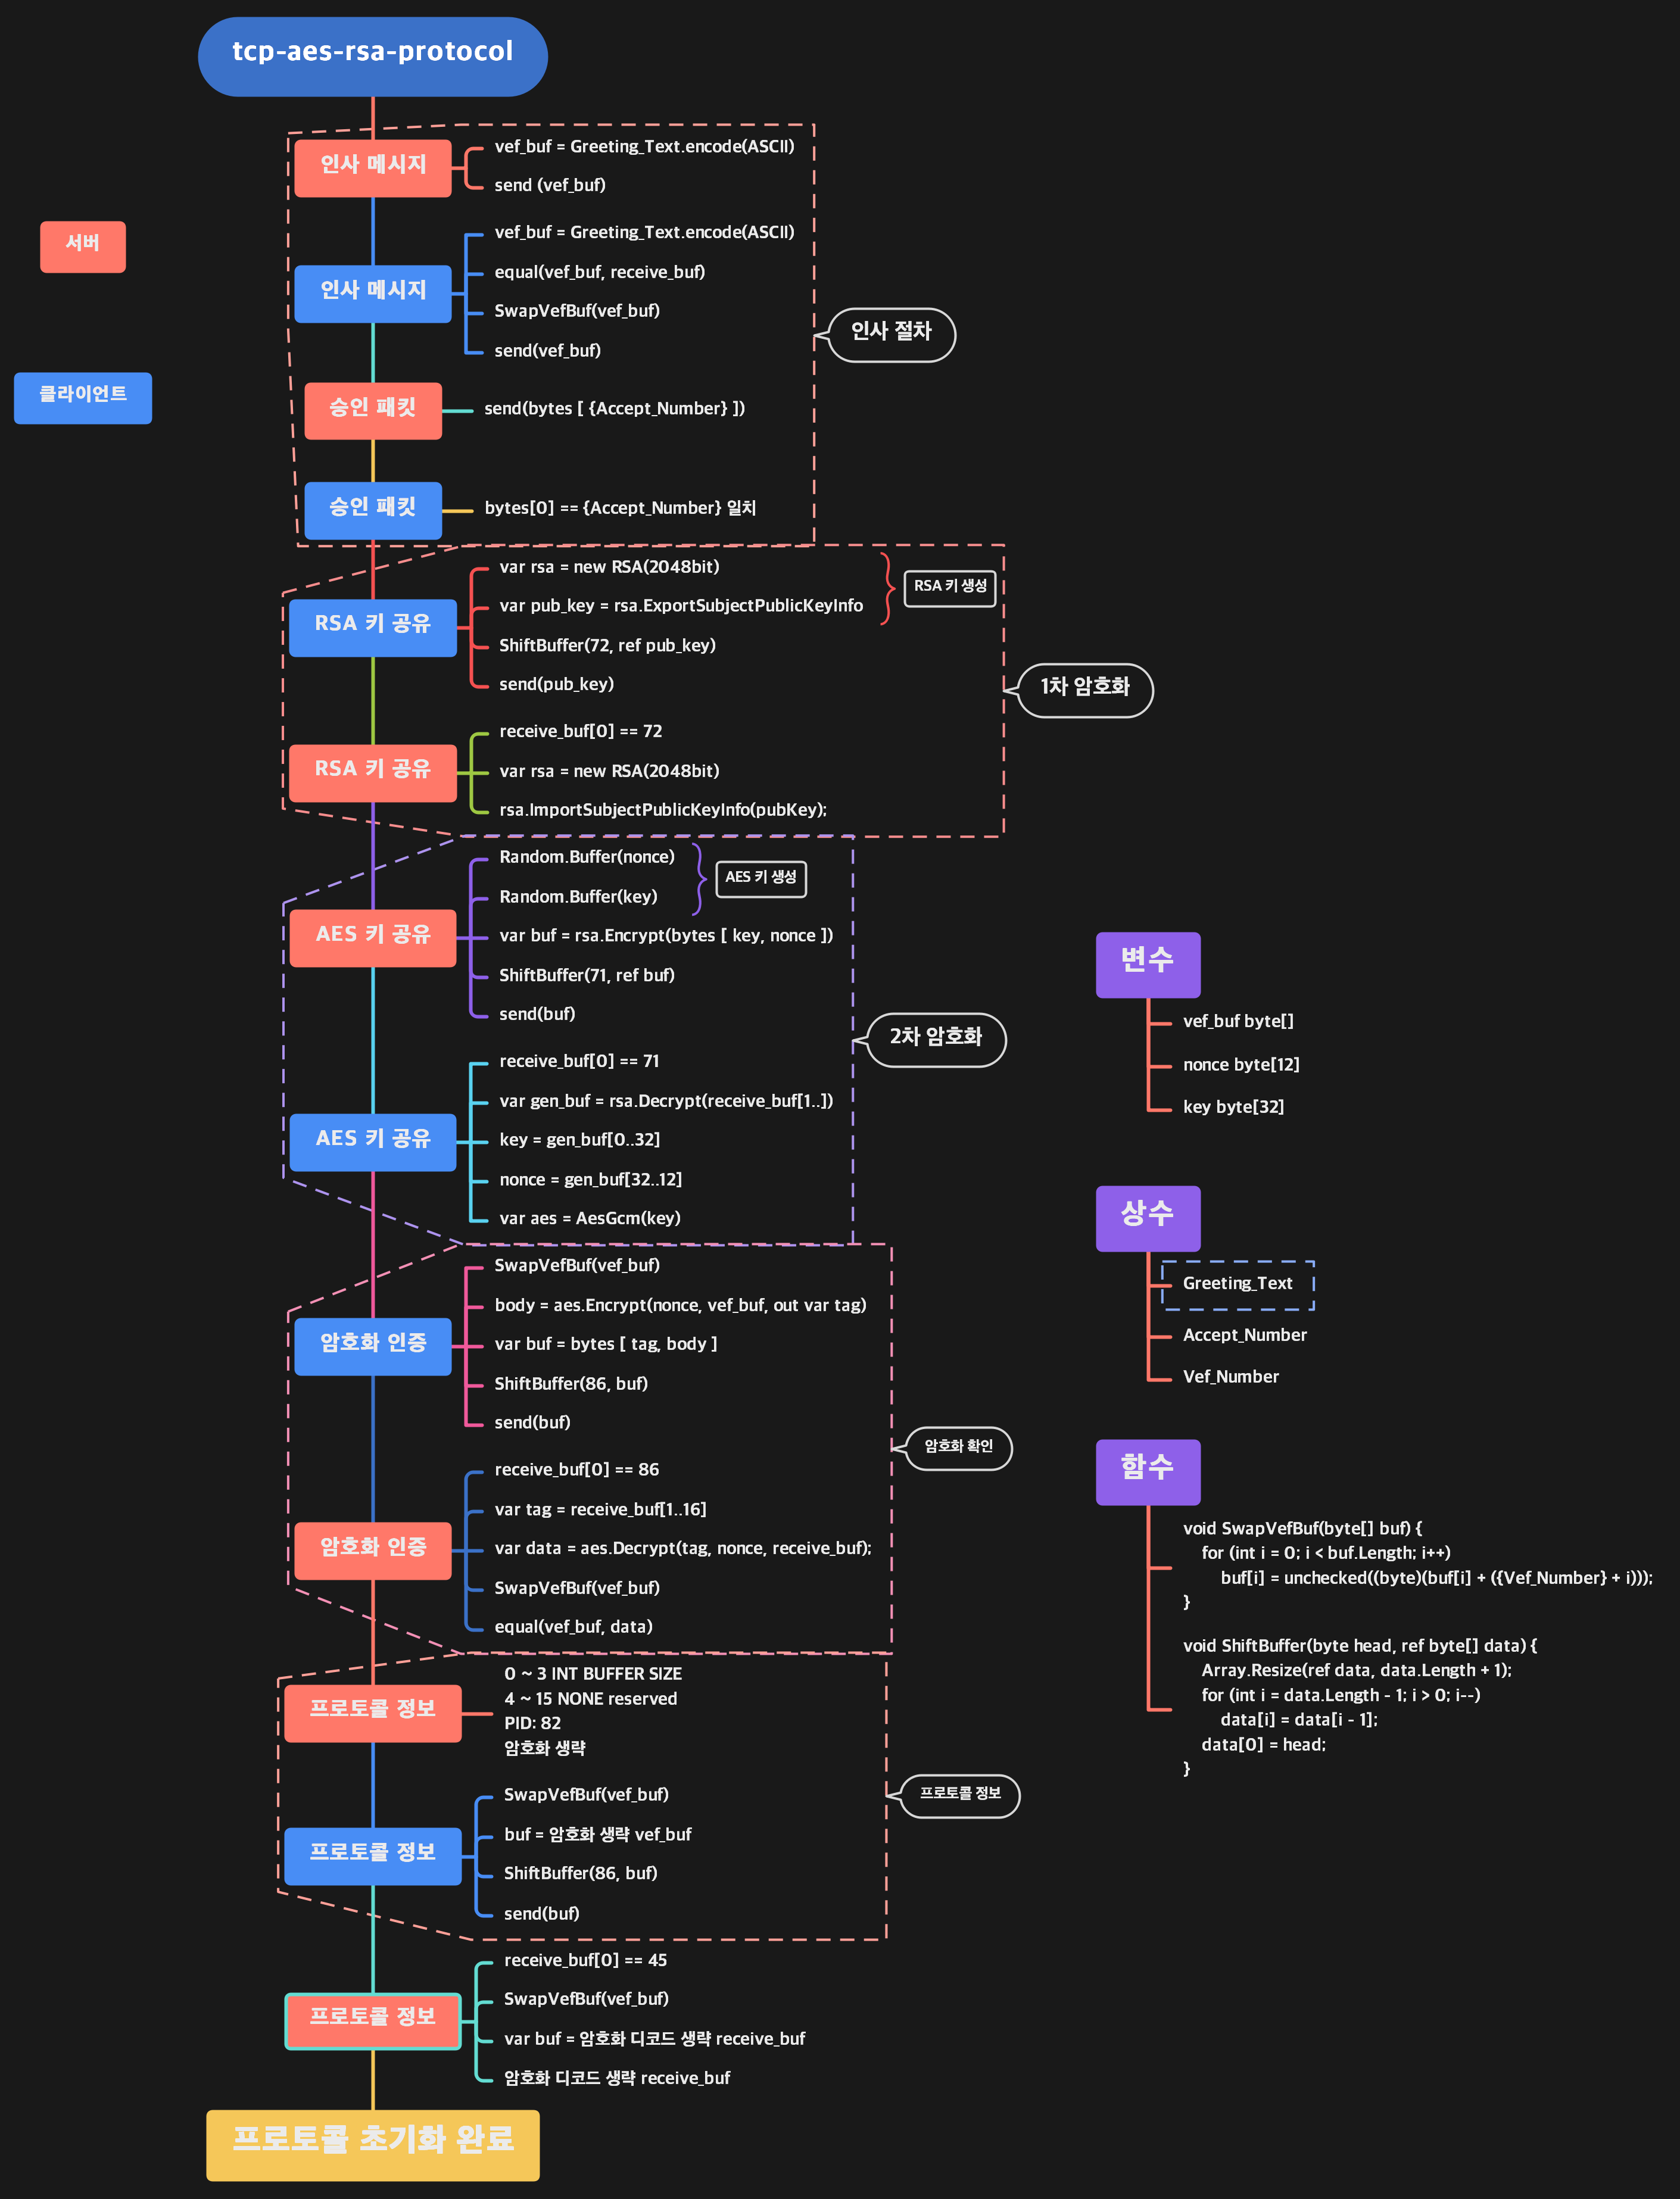 tcp-aes-rsa-protocol
서버
클라이언트
인사 메시지
vef_buf = Greeting_Text.encode(ASCII)
send (vef_buf)
인사 메시지
vef_buf = Greeting_Text.encode(ASCII)
equal(vef_buf, receive_buf)
SwapVefBuf(vef_buf)
send(vef_buf)
승인 패킷
send(bytes [ {Accept_Number} ])
승인 패킷
bytes[0] == {Accept_Number} 일치
인사 절차
RSA 키 공유
var rsa = new RSA(2048bit)
var pub_key = rsa.ExportSubjectPublicKeyInfo
ShiftBuffer(72, ref pub_key)
send(pub_key)
RSA 키 생성
RSA 키 공유
receive_buf[0] == 72
var rsa = new RSA(2048bit)
rsa.ImportSubjectPublicKeyInfo(pubKey);
1차 암호화
AES 키 공유
Random.Buffer(nonce)
Random.Buffer(key)
var buf = rsa.Encrypt(bytes [ key, nonce ])
ShiftBuffer(71, ref buf)
send(buf)
AES 키 생성
AES 키 공유
receive_buf[0] == 71
var gen_buf = rsa.Decrypt(receive_buf[1..])
key = gen_buf[0..32]
nonce = gen_buf[32..12]
var aes = AesGcm(key)
2차 암호화
암호화 인증
SwapVefBuf(vef_buf)
body = aes.Encrypt(nonce, vef_buf, out var tag)
var buf = bytes [ tag, body ]
ShiftBuffer(86, buf)
send(buf)
암호화 인증
receive_buf[0] == 86
var tag = receive_buf[1..16]
var data = aes.Decrypt(tag, nonce, receive_buf);
SwapVefBuf(vef_buf)
equal(vef_buf, data)
암호화 확인
프로토콜 정보
0 ~ 3 INT BUFFER SIZE
4 ~ 15 NONE reserved
PID: 82
암호화 생략
프로토콜 정보
SwapVefBuf(vef_buf)
buf = 암호화 생략 vef_buf
ShiftBuffer(86, buf)
send(buf)
프로토콜 정보
프로토콜 정보
receive_buf[0] == 45
SwapVefBuf(vef_buf)
var buf = 암호화 디코드 생략 receive_buf
암호화 디코드 생략 receive_buf
프로토콜 초기화 완료
변수
vef_buf byte[]
nonce byte[12]
key byte[32]
상수
Greeting_Text
Accept_Number
Vef_Number
함수
void SwapVefBuf(byte[] buf) {
for (int i = 0; i < buf.Length; i++)
buf[i] = unchecked((byte)(buf[i] + ({Vef_Number} + i)));
}
void ShiftBuffer(byte head, ref byte[] data) {
Array.Resize(ref data, data.Length + 1);
for (int i = data.Length - 1; i > 0; i--)
data[i] = data[i - 1];
data[0] = head;
}